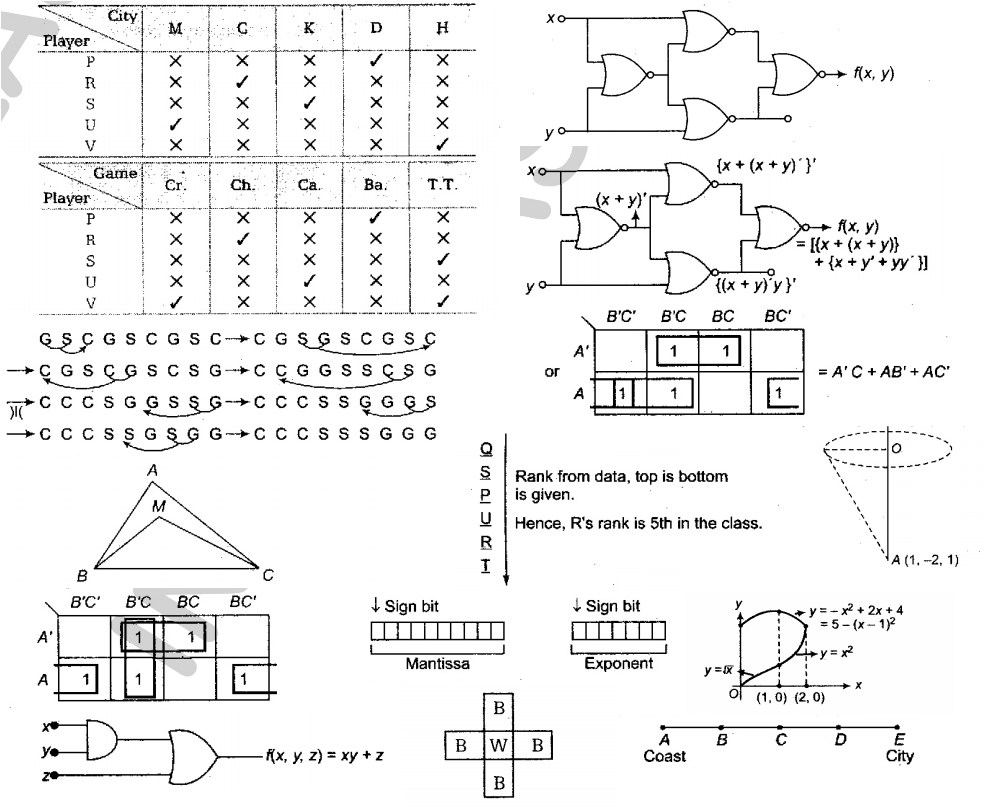 City
Player M C K D H
P × × × ✓ ×
R × ✓ × × ×
S × × ✓ × ×
U ✓ × × × ×
V × × × × ✓
Game
Player Cr. Ch. Ca. Ba. T.T.
P × × × ✓ ×
R × ✓ × × ×
S × × × × ✓
U × × ✓ × ×
V ✓ × × × ✓
x
y
f(x, y)
x
y
(x + y)′
{x + (x + y)′ }′
{(x + y)′y }′
f(x, y)
= [{x + (x + y)}
+ {x + y′ + yy′ }]
G S C G S C G S C → C G S G S C G S C
→ C G S C G S C S G → C C G G S S C S G
→ C C C S G G S S G → C C C S S G G G S
→ C C C S S G S G G → C C C S S S G G G
or
B′C′ B′C BC BC′
A′ 1 1
A 1 1 1
= A′ C + AB′ + AC′
A
M
B C
Q
S
P
U
R
T
Rank from data, top is bottom
is given.
Hence, R's rank is 5th in the class.
O
A (1, –2, 1)
B′C′ B′C BC BC′
A′ 1 1
A 1 1 1
↓ Sign bit
Mantissa
↓ Sign bit
Exponent
y
y = – x² + 2x + 4
= 5 – (x – 1)²
y = x²
y = √x
O (1, 0) (2, 0) x
x
y
z
f(x, y, z) = xy + z
B
B W B
B
A B C D E
Coast City